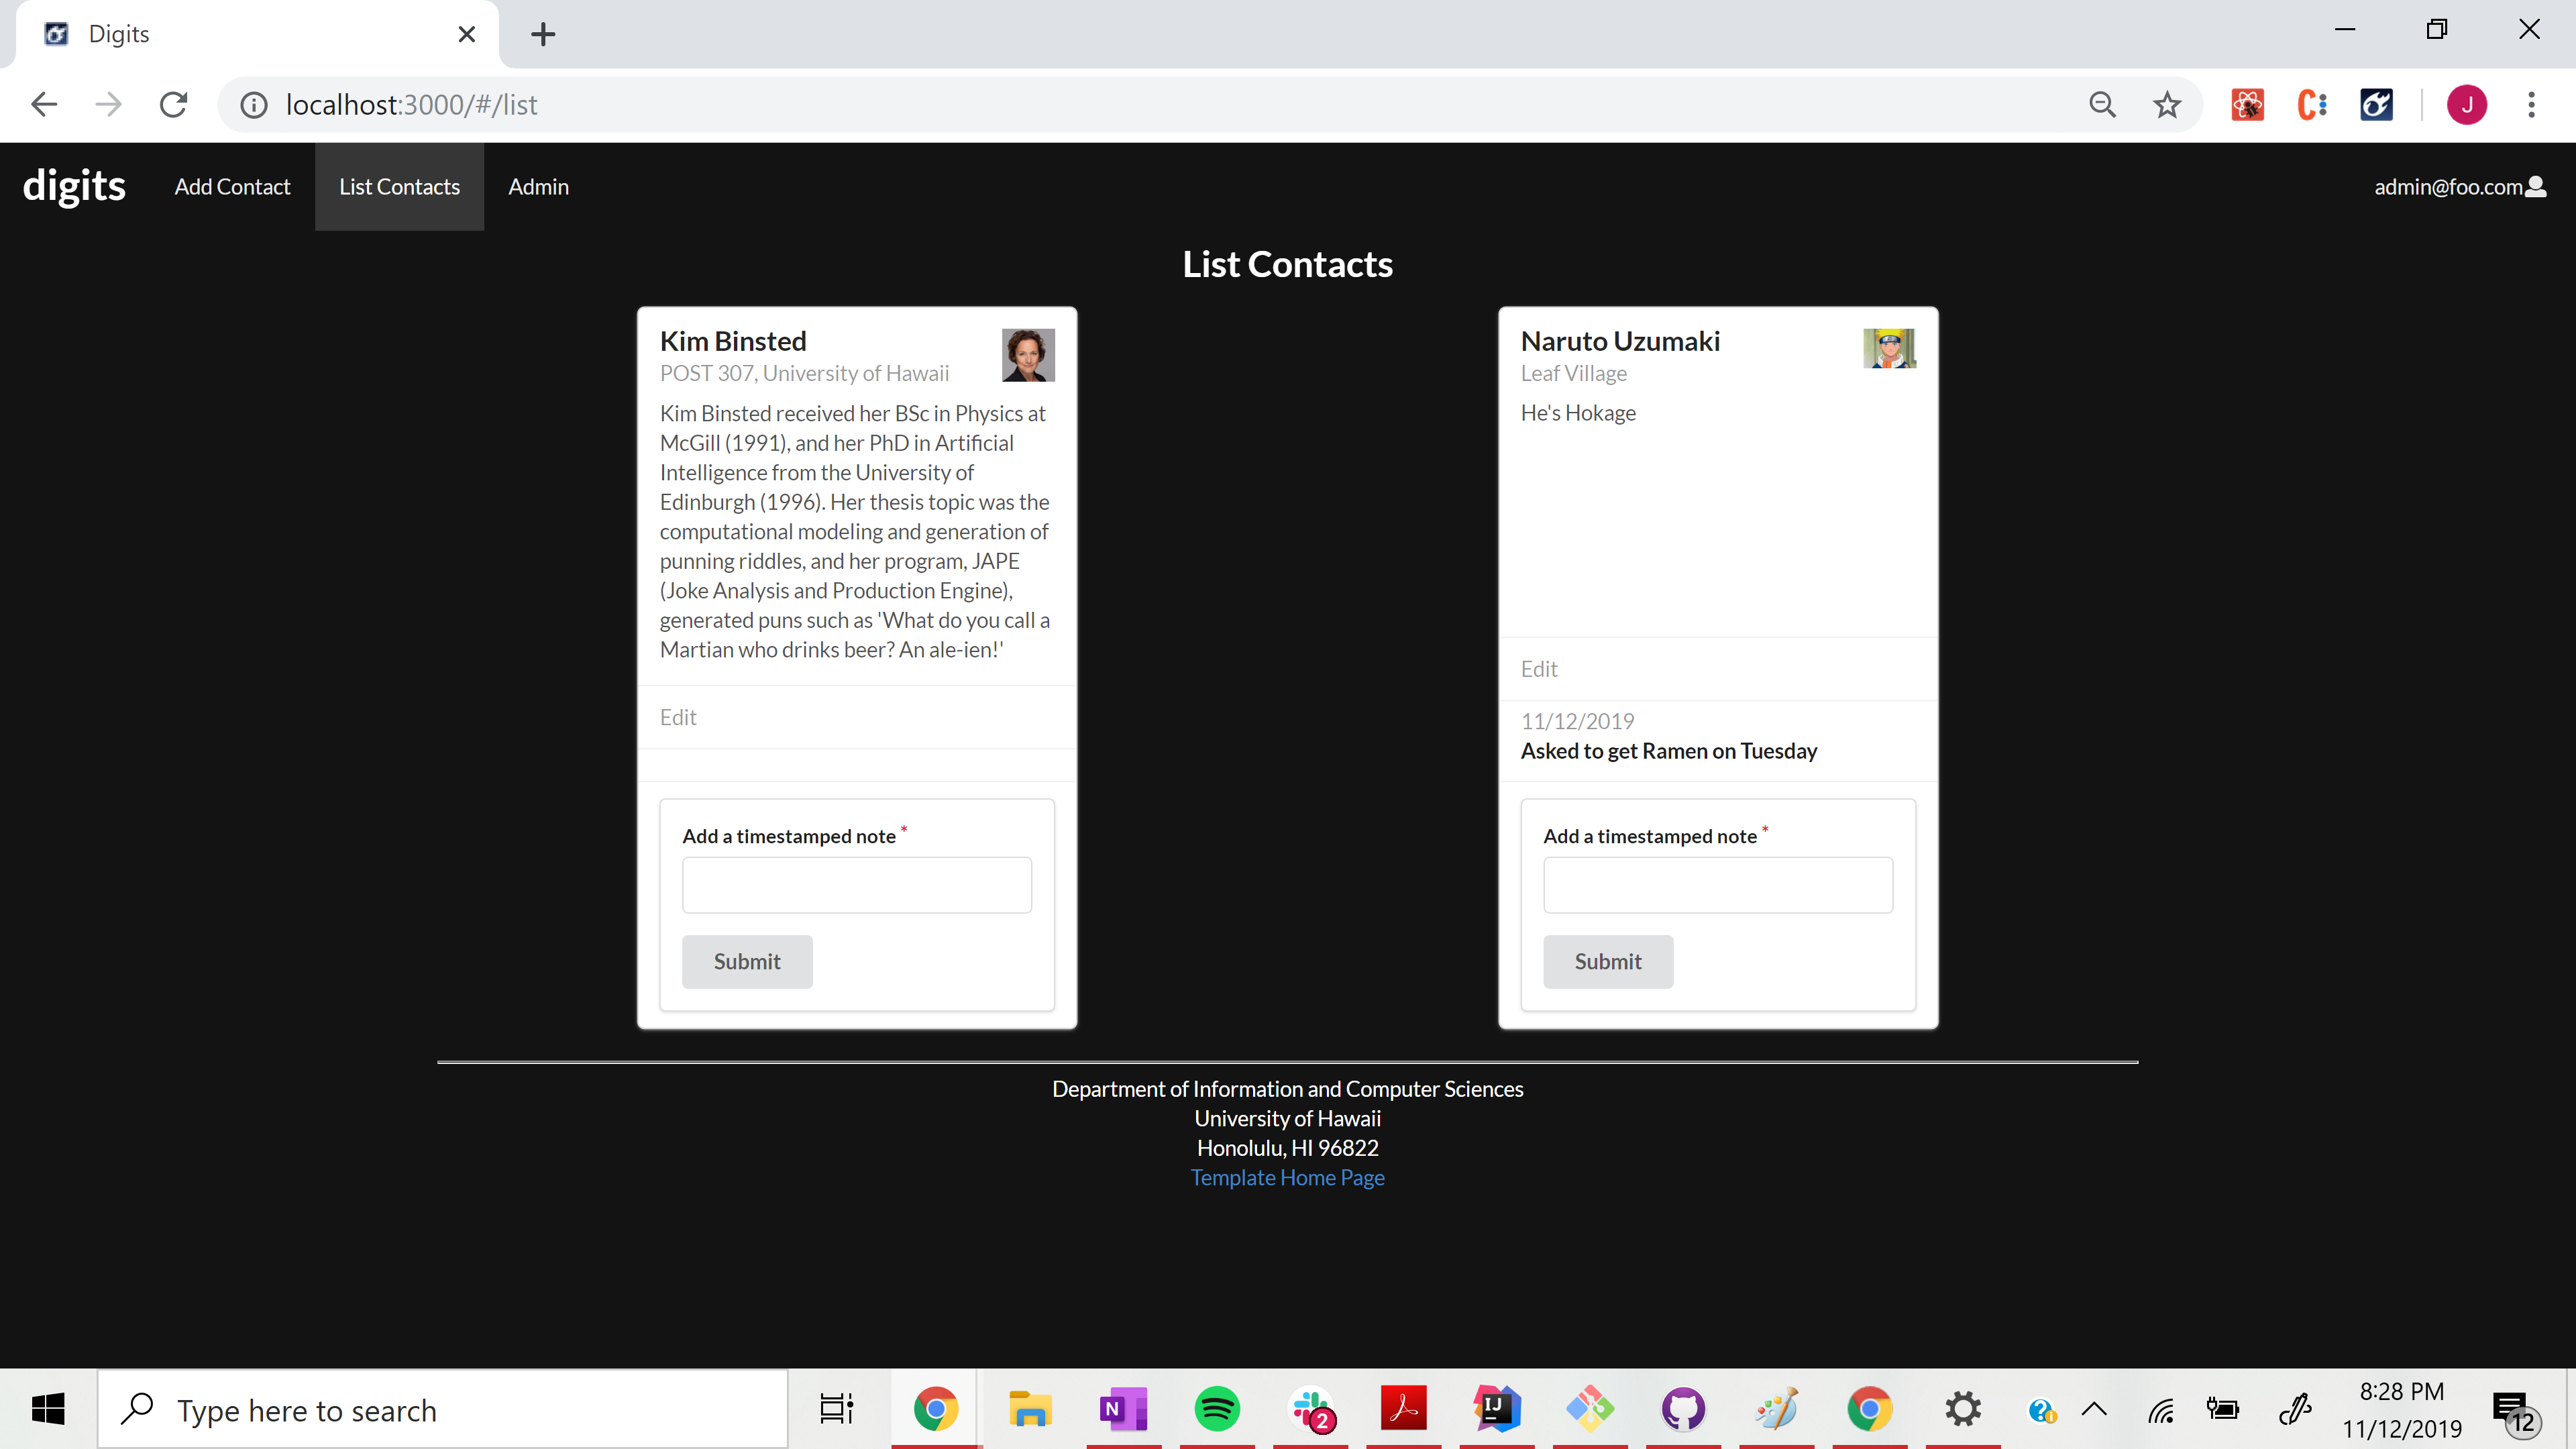 Digits
localhost:3000/#/list
J
digits Add Contact List Contacts Admin admin@foo.com
List Contacts
Kim Binsted
POST 307, University of Hawaii
Kim Binsted received her BSc in Physics at
McGill (1991), and her PhD in Artificial
Intelligence from the University of
Edinburgh (1996). Her thesis topic was the
computational modeling and generation of
punning riddles, and her program, JAPE
(Joke Analysis and Production Engine),
generated puns such as 'What do you call a
Martian who drinks beer? An ale-ien!'
Edit
Add a timestamped note *
Submit
Naruto Uzumaki
Leaf Village
He's Hokage
Edit
11/12/2019
Asked to get Ramen on Tuesday
Add a timestamped note *
Submit
Department of Information and Computer Sciences
University of Hawaii
Honolulu, HI 96822
Template Home Page
Type here to search
N
2
IJ
8:28 PM
11/12/2019
12